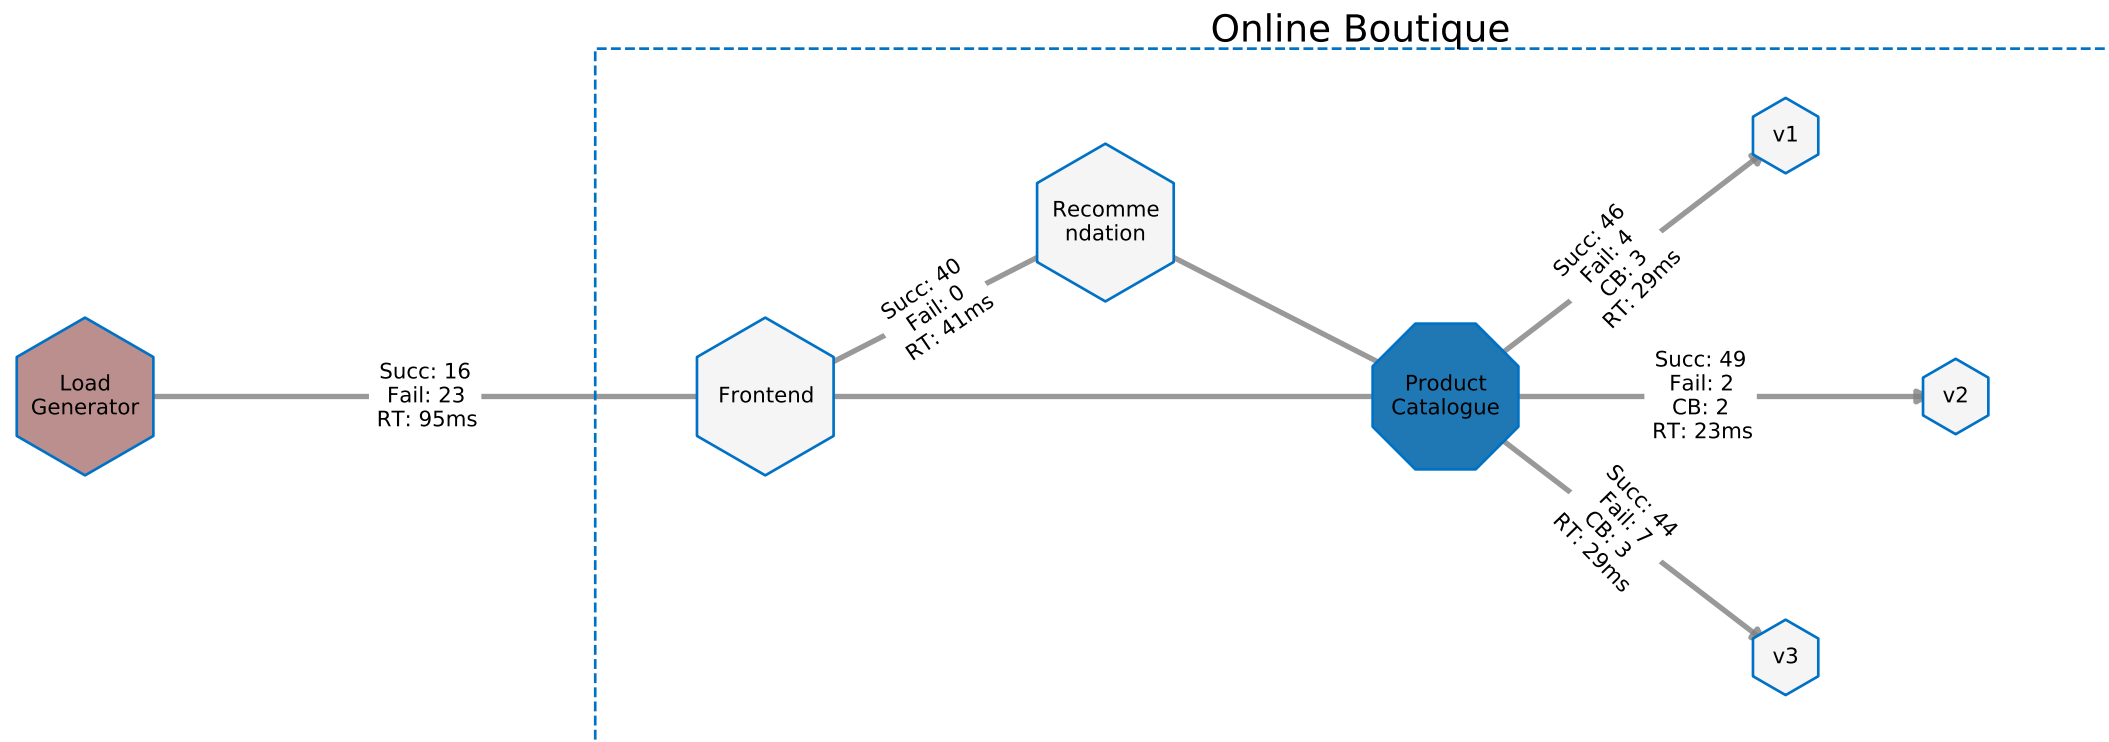 Online Boutique
Load
Generator
Succ: 16
Fail: 23
RT: 95ms
Frontend
Succ: 40
Fail: 0
RT: 41ms
Recomme
ndation
Product
Catalogue
Succ: 46
Fail: 4
CB: 3
RT: 29ms
v1
Succ: 49
Fail: 2
CB: 2
RT: 23ms
v2
Succ: 44
Fail: 7
CB: 3
RT: 29ms
v3